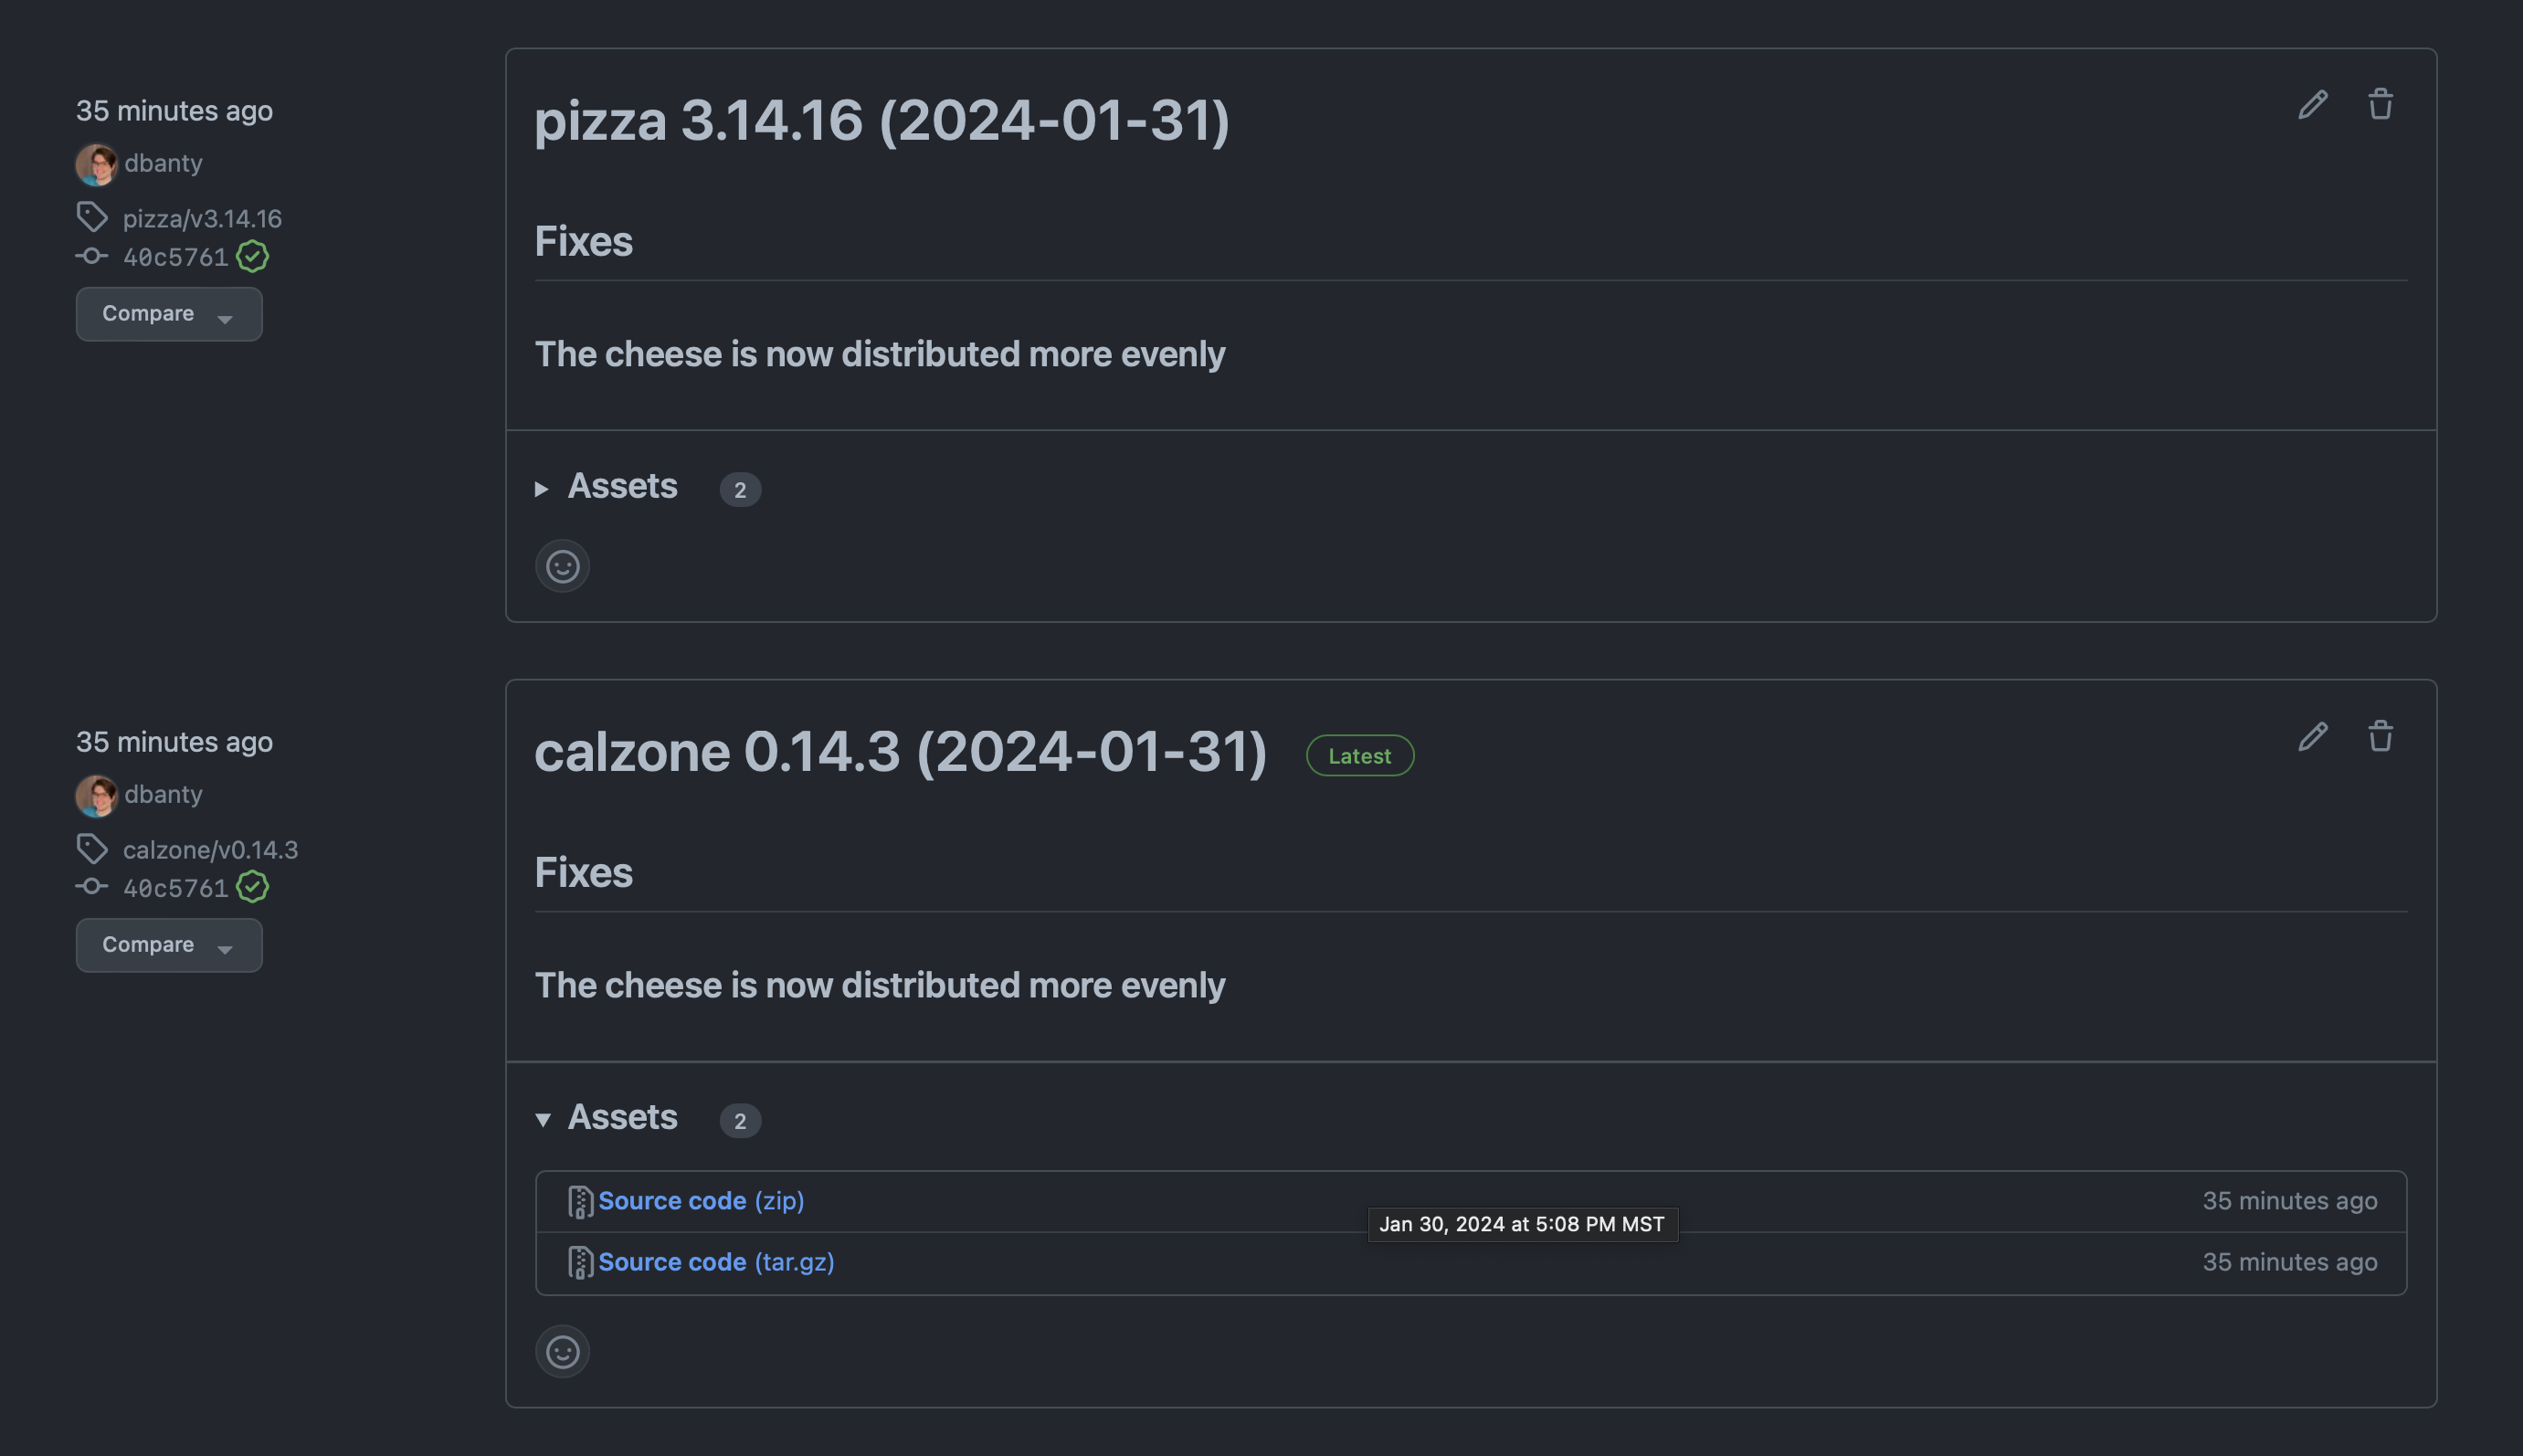 35 minutes ago
dbanty
pizza/v3.14.16
40c5761
Compare
pizza 3.14.16 (2024-01-31)
Fixes
The cheese is now distributed more evenly
Assets 2
35 minutes ago
dbanty
calzone/v0.14.3
40c5761
Compare
calzone 0.14.3 (2024-01-31) Latest
Fixes
The cheese is now distributed more evenly
Assets 2
Source code (zip) 35 minutes ago
Jan 30, 2024 at 5:08 PM MST
Source code (tar.gz) 35 minutes ago